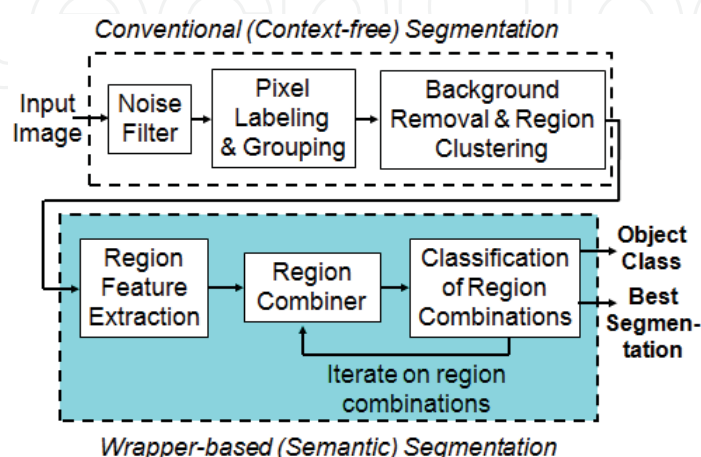 Conventional (Context-free) Segmentation
Input
Image
Noise
Filter
Pixel
Labeling
& Grouping
Background
Removal & Region
Clustering
Region
Feature
Extraction
Region
Combiner
Classification
of Region
Combinations
Object
Class
Best
Segmen-
tation
Iterate on region
combinations
Wrapper-based (Semantic) Segmentation